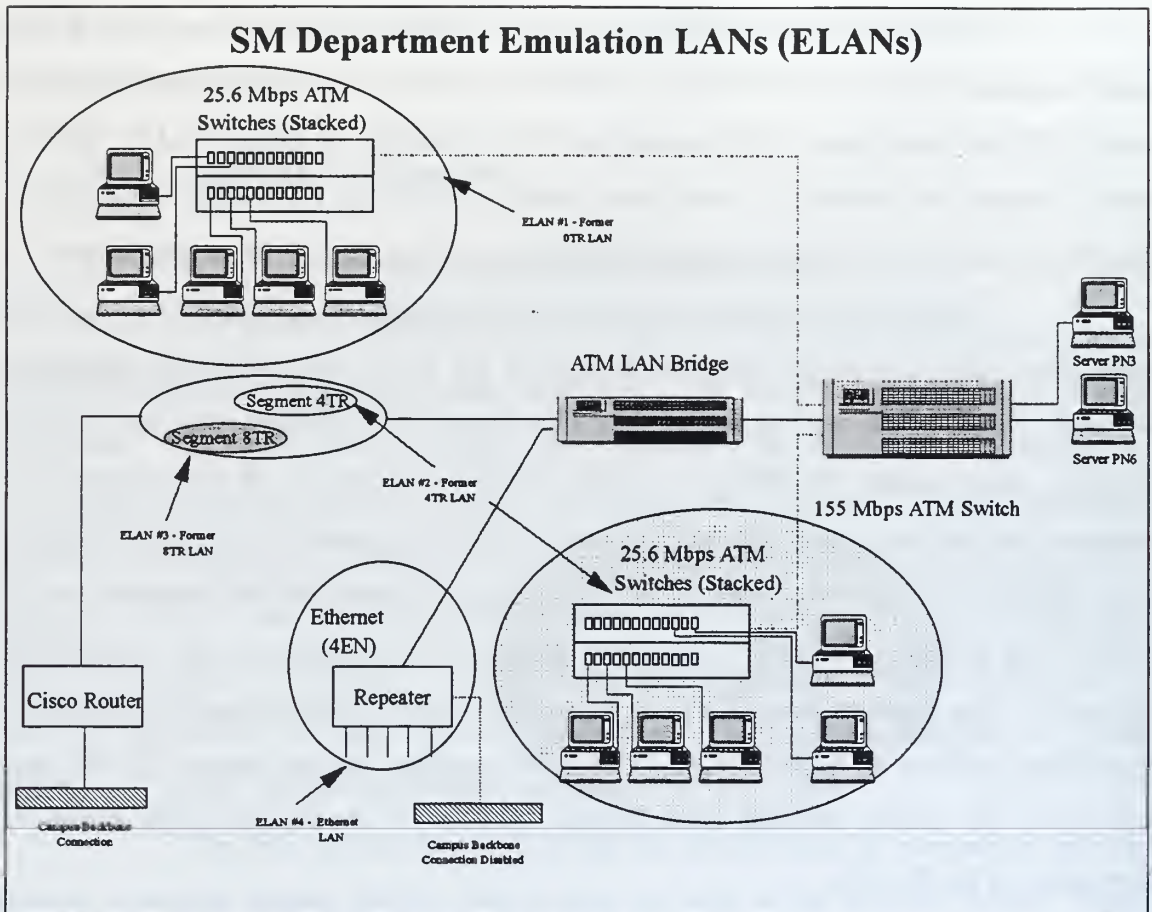 SM Department Emulation LANs (ELANs)
25.6 Mbps ATM
Switches (Stacked)
ELAN #1 - Former
0TR LAN
ATM LAN Bridge
Server PN3
Segment 4TR
Segment 8TR
Server PN6
ELAN #2 - Former
4TR LAN
155 Mbps ATM Switch
ELAN #3 - Former
8TR LAN
25.6 Mbps ATM
Switches (Stacked)
Ethernet
(4EN)
Cisco Router
Repeater
ELAN #4 - Ethernet
LAN
Campus Backbone
Connection
Campus Backbone
Connection Disabled